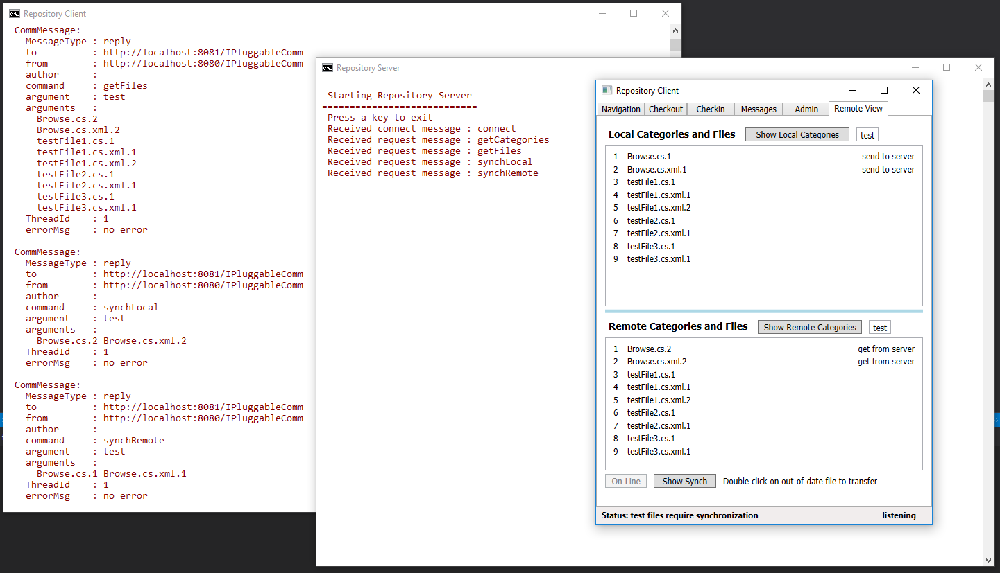 Repository Client
CommMessage:
MessageType : reply
to : http://localhost:8081/IPluggableComm
from : http://localhost:8080/IPluggableComm
author :
command : getFiles
argument : test
arguments :
Browse.cs.2
Browse.cs.xml.2
testFile1.cs.1
testFile1.cs.xml.1
testFile1.cs.xml.2
testFile2.cs.1
testFile2.cs.xml.1
testFile3.cs.1
testFile3.cs.xml.1
ThreadId : 1
errorMsg : no error
CommMessage:
MessageType : reply
to : http://localhost:8081/IPluggableComm
from : http://localhost:8080/IPluggableComm
author :
command : synchLocal
argument : test
arguments :
Browse.cs.2 Browse.cs.xml.2
ThreadId : 1
errorMsg : no error
CommMessage:
MessageType : reply
to : http://localhost:8081/IPluggableComm
from : http://localhost:8080/IPluggableComm
author :
command : synchRemote
argument : test
arguments :
Browse.cs.1 Browse.cs.xml.1
ThreadId : 1
errorMsg : no error
Repository Server
Starting Repository Server
============================
Press a key to exit
Received connect message : connect
Received request message : getCategories
Received request message : getFiles
Received request message : synchLocal
Received request message : synchRemote
Repository Client
Navigation Checkout Checkin Messages Admin Remote View
Local Categories and Files Show Local Categories test
1 Browse.cs.1 send to server
2 Browse.cs.xml.1 send to server
3 testFile1.cs.1
4 testFile1.cs.xml.1
5 testFile1.cs.xml.2
6 testFile2.cs.1
7 testFile2.cs.xml.1
8 testFile3.cs.1
9 testFile3.cs.xml.1
Remote Categories and Files Show Remote Categories test
1 Browse.cs.2 get from server
2 Browse.cs.xml.2 get from server
3 testFile1.cs.1
4 testFile1.cs.xml.1
5 testFile1.cs.xml.2
6 testFile2.cs.1
7 testFile2.cs.xml.1
8 testFile3.cs.1
9 testFile3.cs.xml.1
On-Line Show Synch Double click on out-of-date file to transfer
Status: test files require synchronization listening